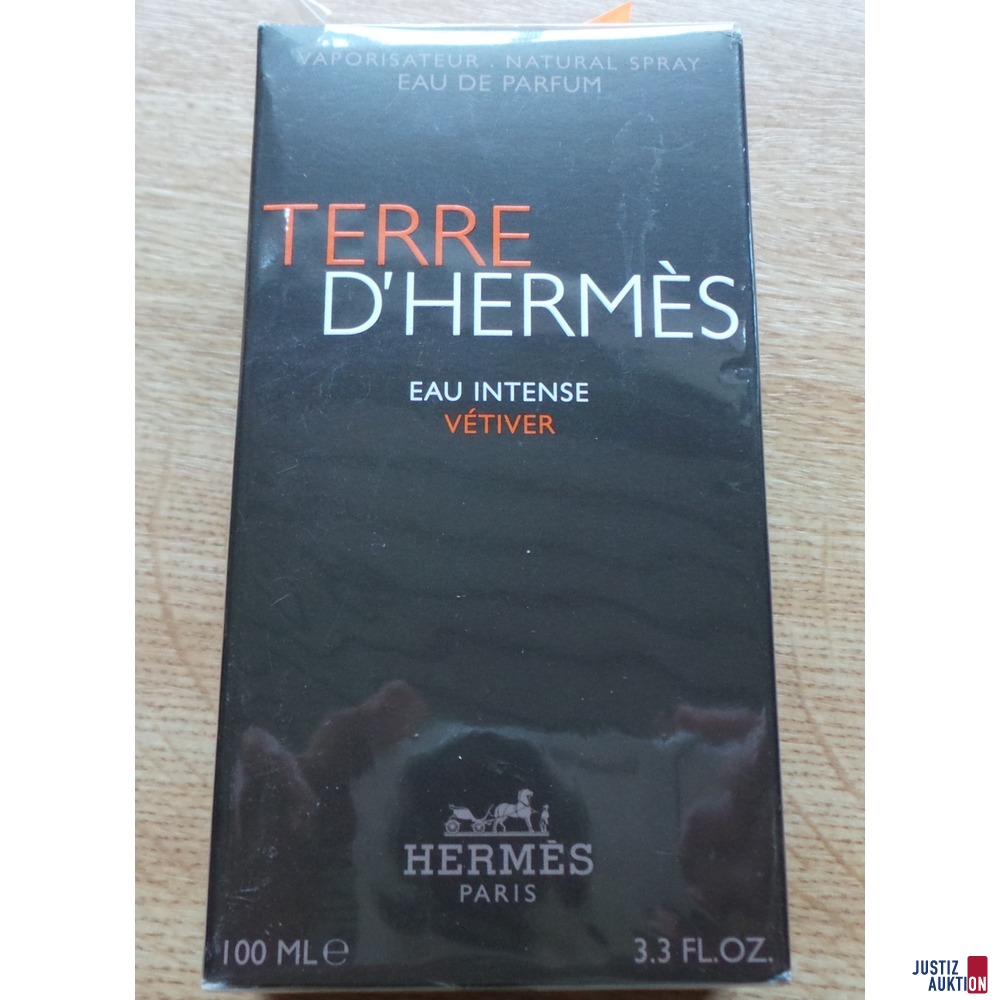 VAPORISATEUR . NATURAL SPRAY
EAU DE PARFUM
TERRE
D'HERMÈS
EAU INTENSE
VÉTIVER
HERMÈS
PARIS
100 ML e 3.3 FL.OZ.
JUSTIZ
AUKTION